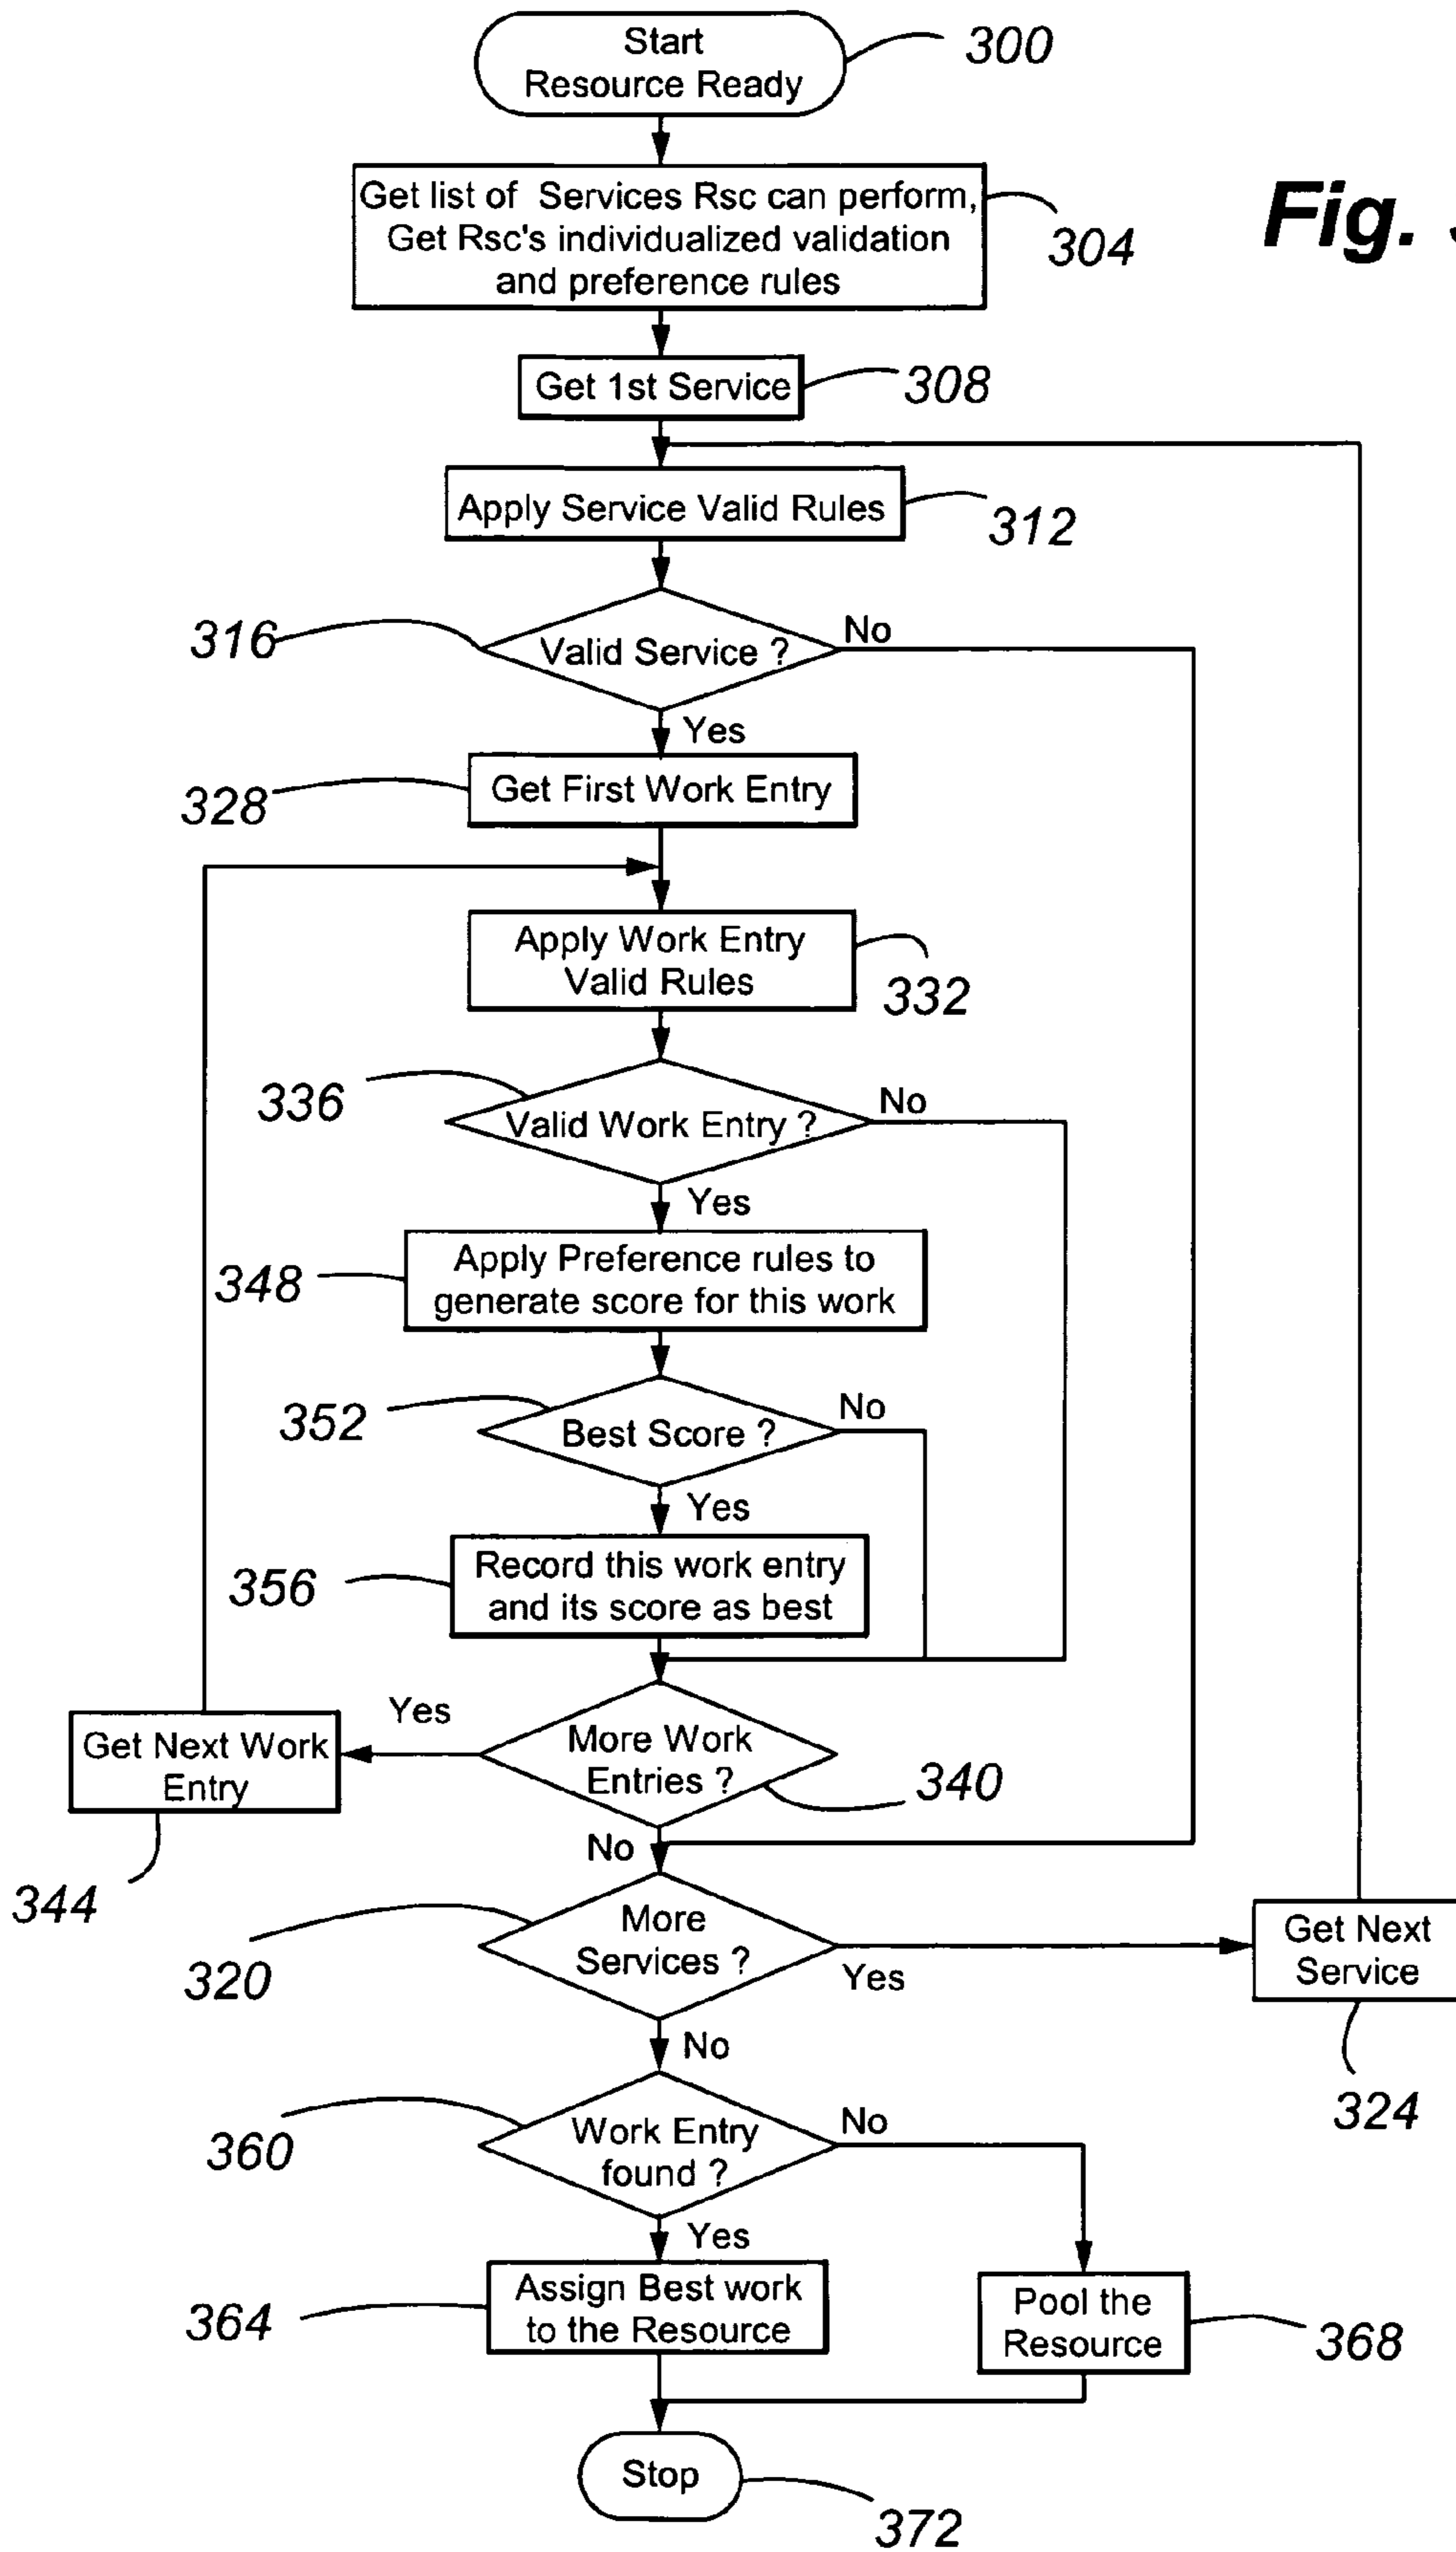 Start
Resource Ready
300
Get list of Services Rsc can perform,
Get Rsc's individualized validation
and preference rules
304
Fig.
Get 1st Service
308
Apply Service Valid Rules
312
316
Valid Service ?
No
Yes
328
Get First Work Entry
Apply Work Entry
Valid Rules
332
336
Valid Work Entry ?
No
Yes
348
Apply Preference rules to
generate score for this work
352
Best Score ?
No
Yes
356
Record this work entry
and its score as best
Yes
Get Next Work
Entry
344
More Work
Entries ?
340
No
320
More
Services ?
Yes
Get Next
Service
324
No
360
Work Entry
found ?
No
Yes
364
Assign Best work
to the Resource
Pool the
Resource
368
Stop
372